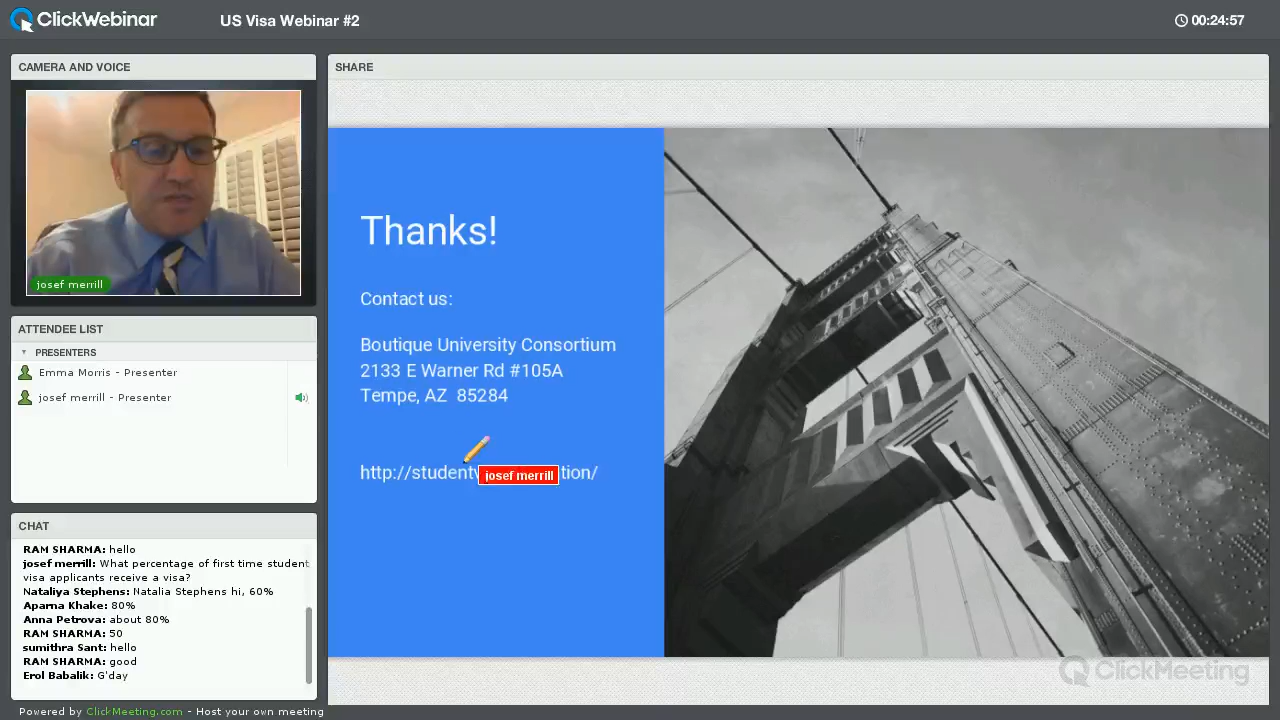 ClickWebinar
US Visa Webinar #2
00:24:57
CAMERA AND VOICE
josef merrill
ATTENDEE LIST
PRESENTERS
Emma Morris - Presenter
josef merrill - Presenter
CHAT
RAM SHARMA: hello
josef merrill: What percentage of first time student
visa applicants receive a visa?
Nataliya Stephens: Natalia Stephens hi, 60%
Aparna Khake: 80%
Anna Petrova: about 80%
RAM SHARMA: 50
sumithra Sant: hello
RAM SHARMA: good
Erol Babalik: G'day
Powered by ClickMeeting.com - Host your own meeting
SHARE
Thanks!
Contact us:
Boutique University Consortium
2133 E Warner Rd #105A
Tempe, AZ 85284
josef merrill
ClickMeeting